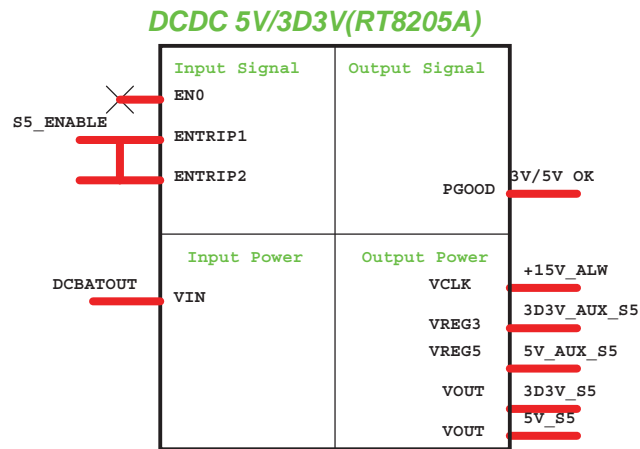 DCDC 5V/3D3V(RT8205A)
Input Signal
Output Signal
EN0
S5_ENABLE
ENTRIP1
ENTRIP2
3V/5V OK
PGOOD
Input Power
Output Power
DCBATOUT
VIN
VCLK
+15V_ALW
VREG3
3D3V_AUX_S5
VREG5
5V_AUX_S5
VOUT
3D3V_S5
VOUT
5V_S5